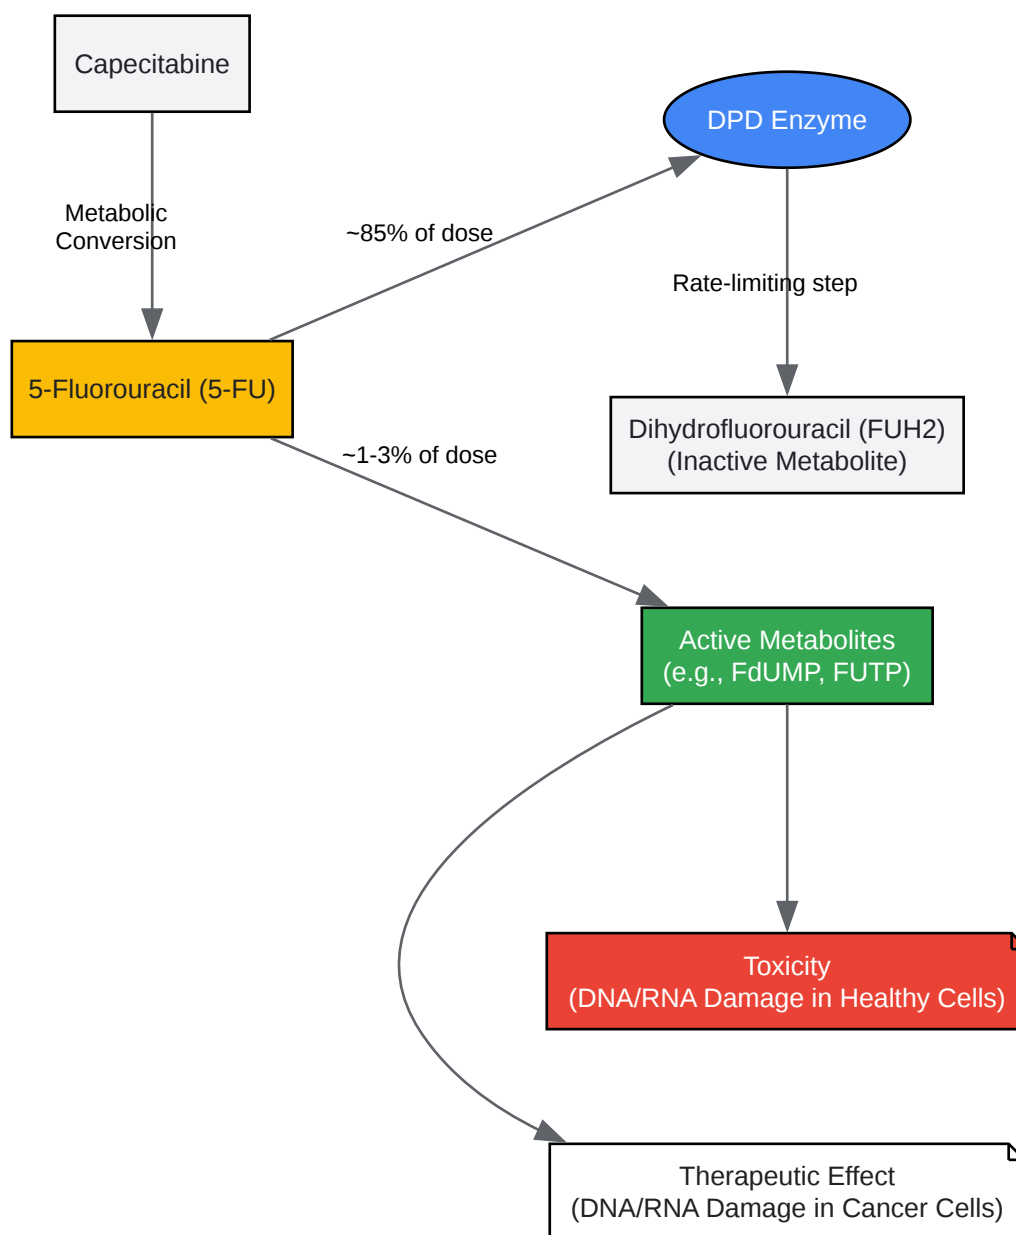 Capecitabine
DPD Enzyme
Metabolic
Conversion
~85% of dose
Rate-limiting step
5-Fluorouracil (5-FU)
Dihydrofluorouracil (FUH2)
(Inactive Metabolite)
~1-3% of dose
Active Metabolites
(e.g., FdUMP, FUTP)
Toxicity
(DNA/RNA Damage in Healthy Cells)
Therapeutic Effect
(DNA/RNA Damage in Cancer Cells)